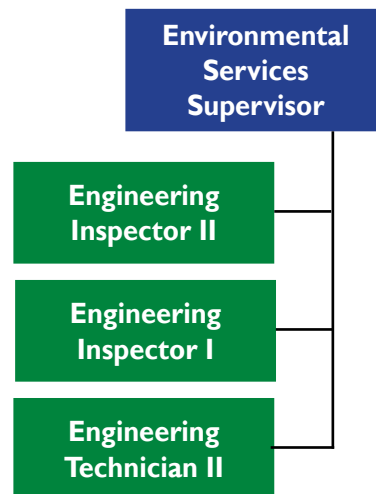 Environmental
Services
Supervisor
Engineering
Inspector II
Engineering
Inspector I
Engineering
Technician II